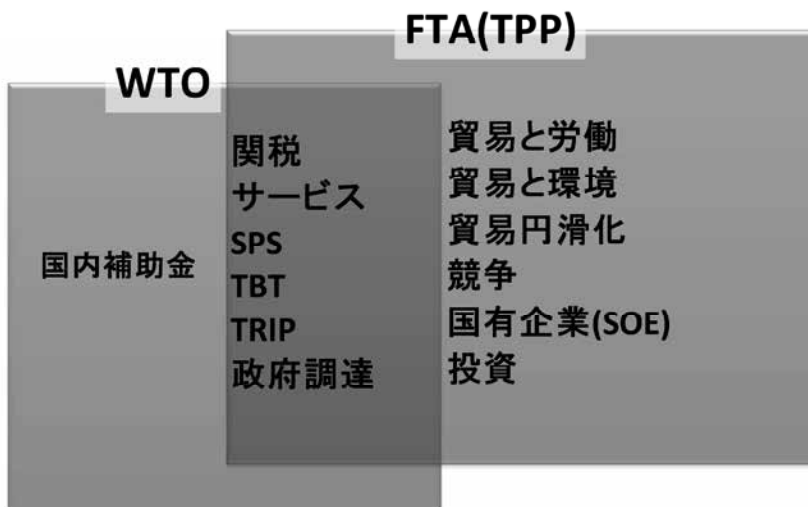 FTA(TPP)
WTO
国内補助金
関税
サービス
SPS
TBT
TRIP
政府調達
貿易と労働
貿易と環境
貿易円滑化
競争
国有企業(SOE)
投資